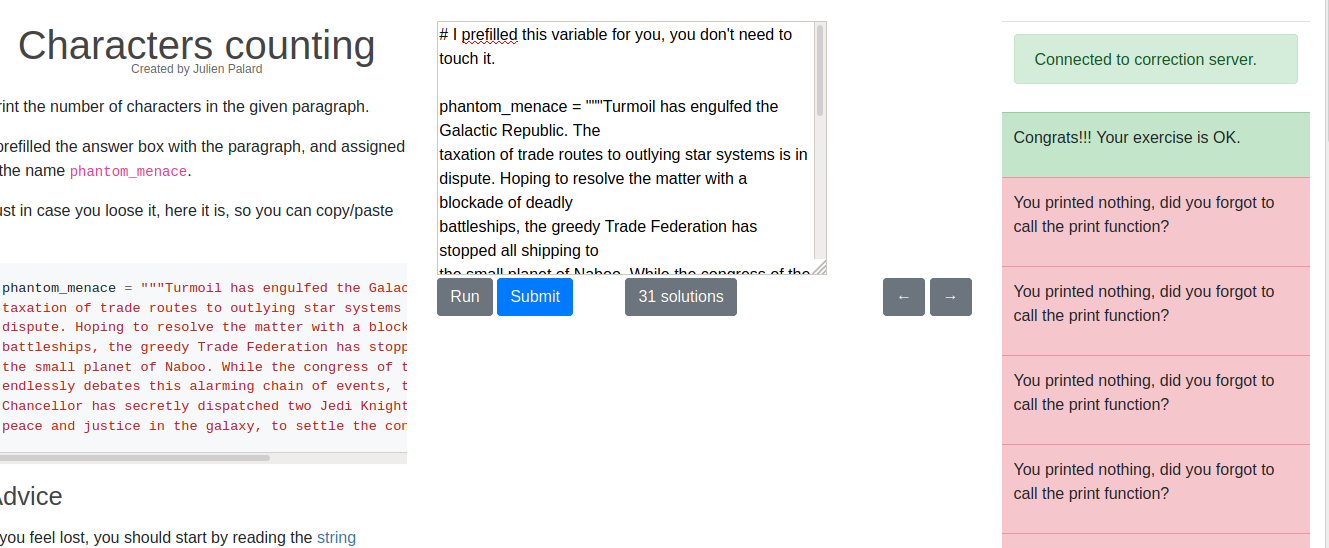 Characters counting
Created by Julien Palard
rint the number of characters in the given paragraph.
prefilled the answer box with the paragraph, and assigned
the name phantom_menace.
ust in case you loose it, here it is, so you can copy/paste
phantom_menace = """Turmoil has engulfed the Galac
taxation of trade routes to outlying star systems
dispute. Hoping to resolve the matter with a block
battleships, the greedy Trade Federation has stopp
the small planet of Naboo. While the congress of t
endlessly debates this alarming chain of events, t
Chancellor has secretly dispatched two Jedi Knight
peace and justice in the galaxy, to settle the con
Advice
you feel lost, you should start by reading the string
# I prefilled this variable for you, you don't need to
touch it.
phantom_menace = """Turmoil has engulfed the
Galactic Republic. The
taxation of trade routes to outlying star systems is in
dispute. Hoping to resolve the matter with a
blockade of deadly
battleships, the greedy Trade Federation has
stopped all shipping to
the small planet of Naboo. While the congress of the
Run
Submit
31 solutions
←
→
Connected to correction server.
Congrats!!! Your exercise is OK.
You printed nothing, did you forgot to
call the print function?
You printed nothing, did you forgot to
call the print function?
You printed nothing, did you forgot to
call the print function?
You printed nothing, did you forgot to
call the print function?